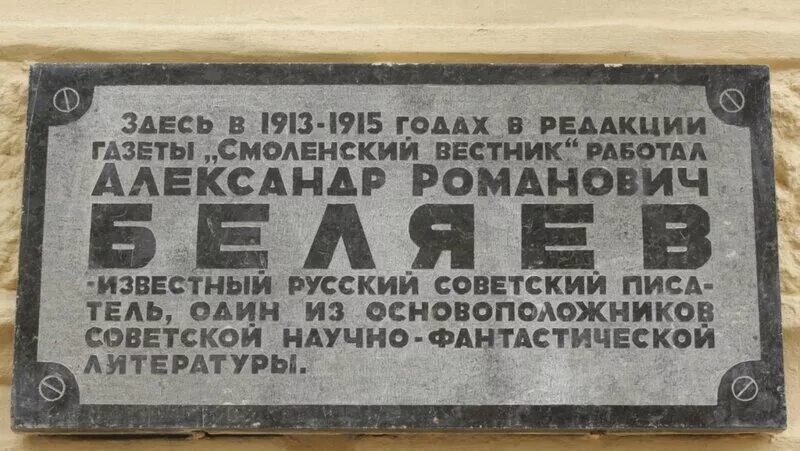 Здесь в 1913-1915 годах в редакции
газеты „Смоленский вестник“ работал
Александр Романович
БЕЛЯЕВ
-известный русский советский писа-
тель, один из основоположников
советской научно-фантастической
литературы.